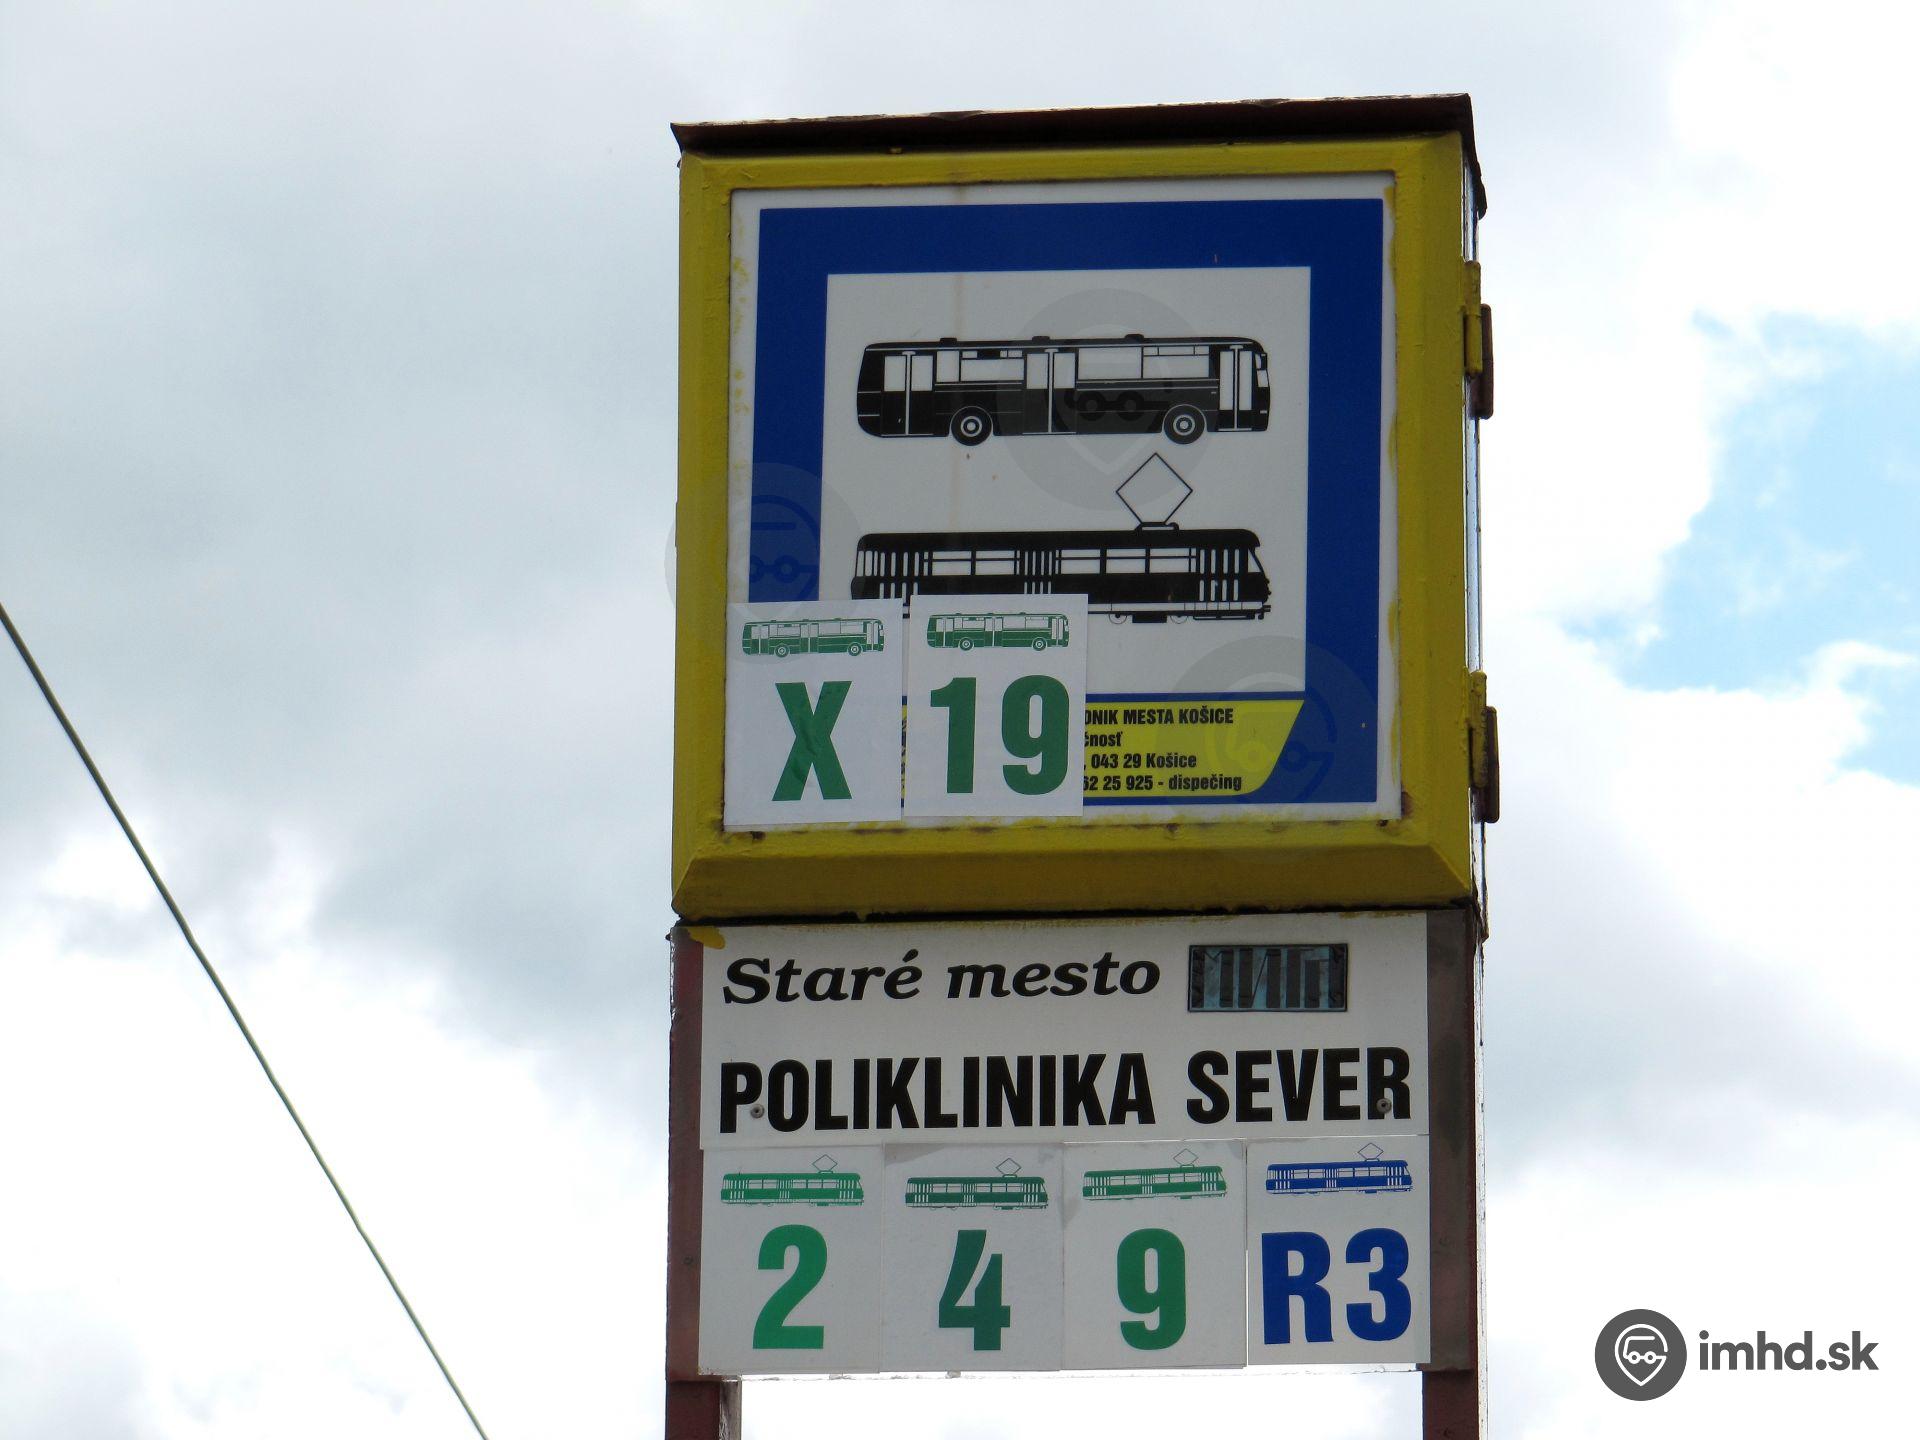 X 19
ONIK MESTA KOŠICE
čnosť
, 043 29 Košice
62 25 925 - dispečing
Staré mesto
POLIKLINIKA SEVER
2 4 9 R3
imhd.sk